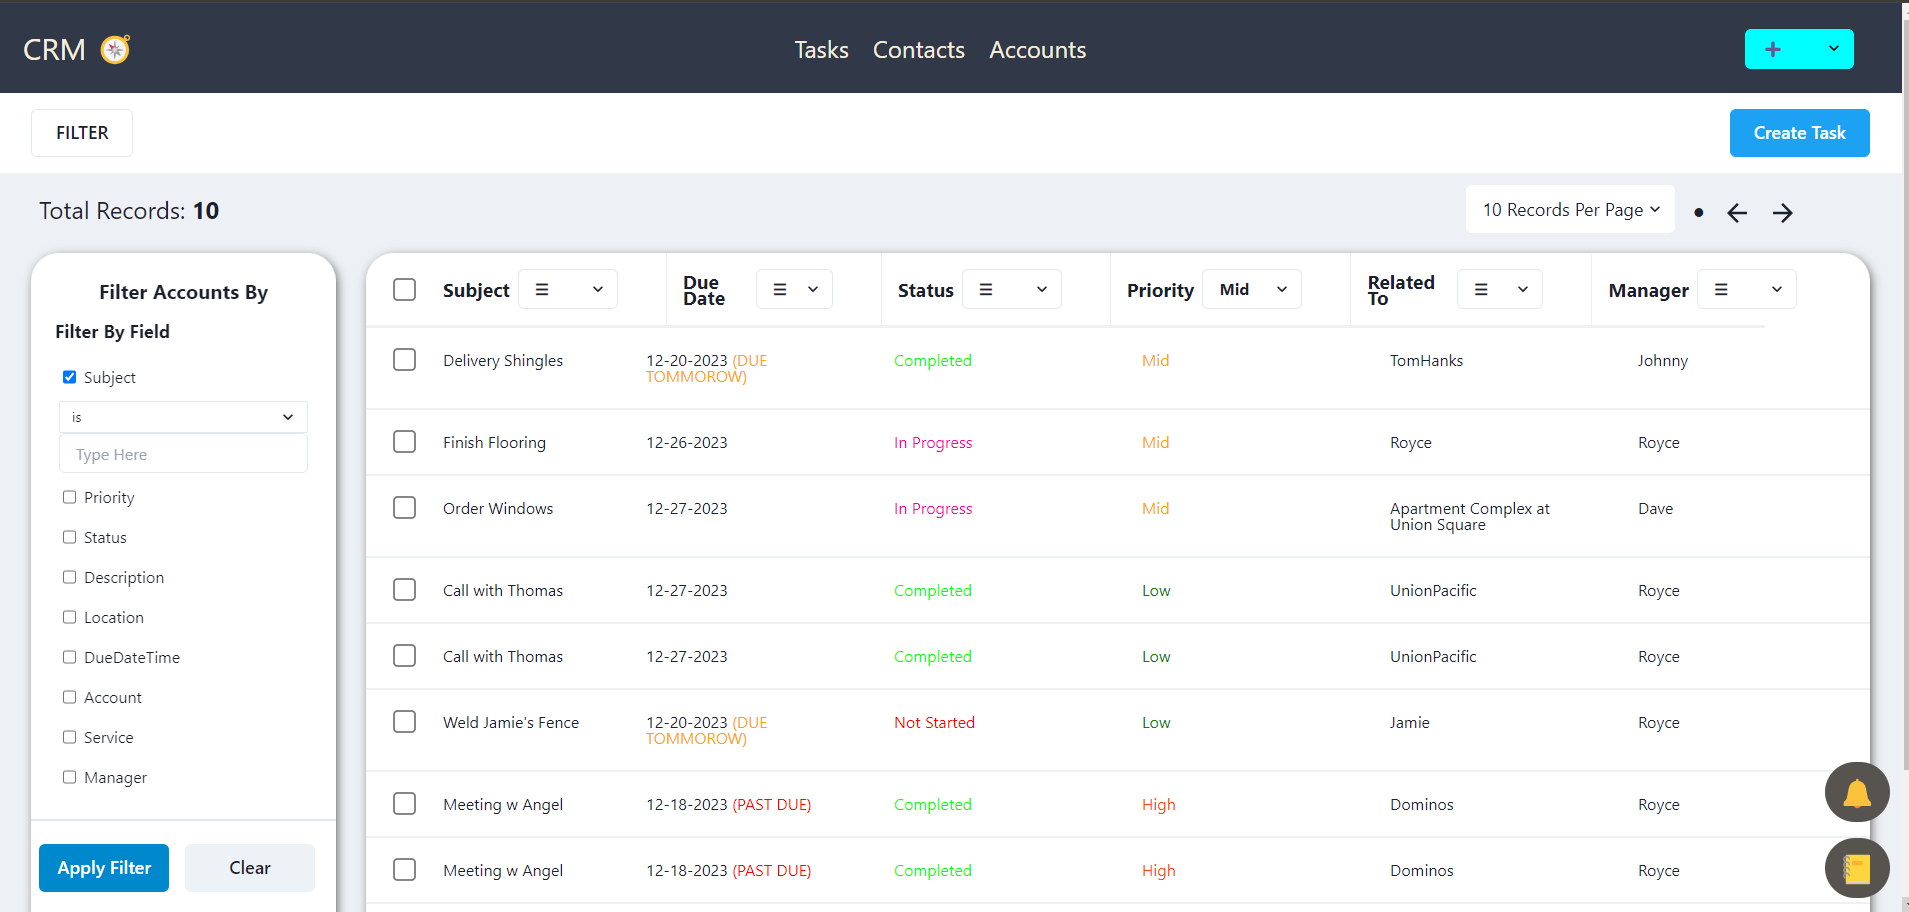 CRM
Tasks Contacts Accounts
+
FILTER
Create Task
Total Records: 10
10 Records Per Page
Filter Accounts By
Filter By Field
Subject
is
Type Here
Priority
Status
Description
Location
DueDateTime
Account
Service
Manager
Apply Filter Clear
Subject Due Date Status Priority Mid Related To Manager
Delivery Shingles 12-20-2023 (DUE TOMMOROW) Completed Mid TomHanks Johnny
Finish Flooring 12-26-2023 In Progress Mid Royce Royce
Order Windows 12-27-2023 In Progress Mid Apartment Complex at Union Square Dave
Call with Thomas 12-27-2023 Completed Low UnionPacific Royce
Call with Thomas 12-27-2023 Completed Low UnionPacific Royce
Weld Jamie's Fence 12-20-2023 (DUE TOMMOROW) Not Started Low Jamie Royce
Meeting w Angel 12-18-2023 (PAST DUE) Completed High Dominos Royce
Meeting w Angel 12-18-2023 (PAST DUE) Completed High Dominos Royce